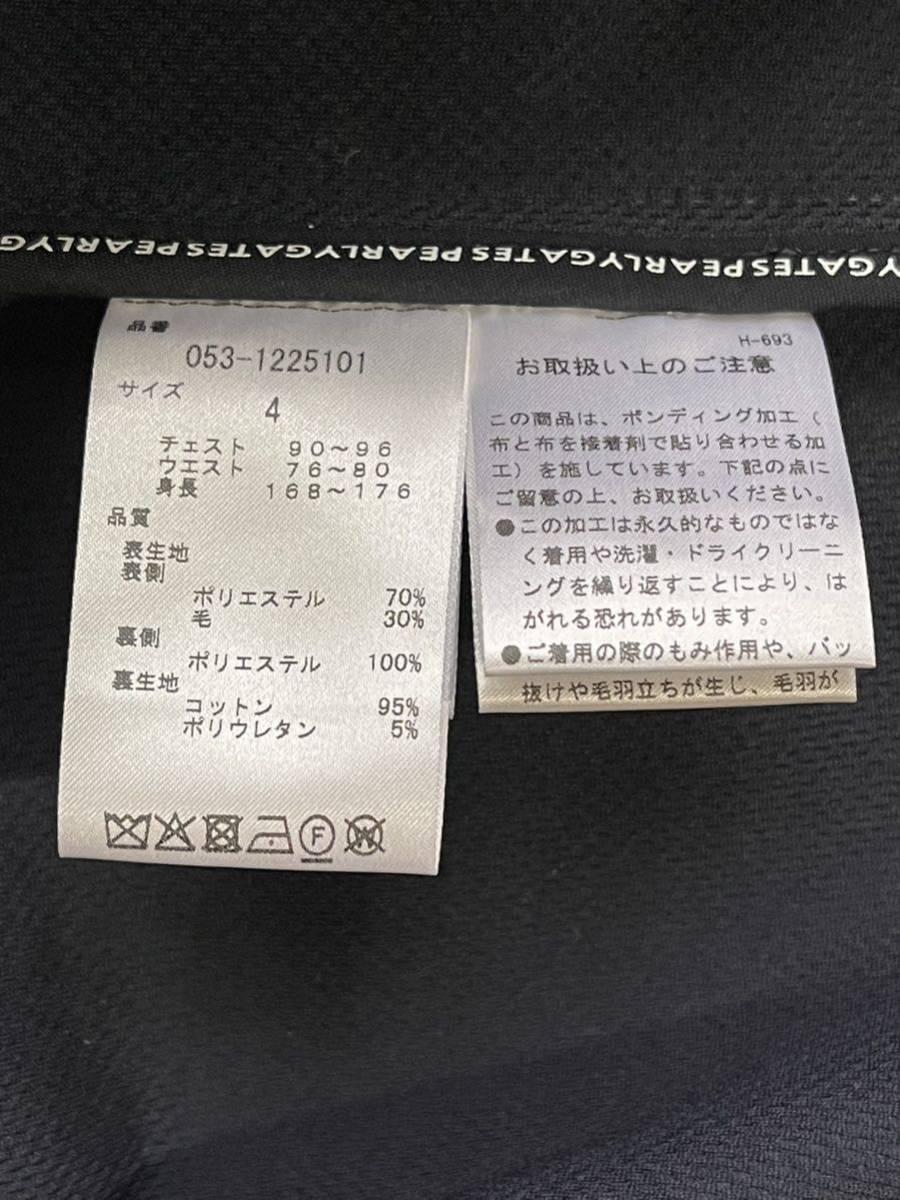 YGATES PEARLYGATES PEARLYGATES PEARLYG
品番
053-1225101
サイズ
4
チェスト 90～96
ウエスト 76～80
身長 168～176
品質
表生地
表側
ポリエステル 70%
毛 30%
裏側
ポリエステル 100%
裏生地
コットン 95%
ポリウレタン 5%
F
W
H-693
お取扱い上のご注意
この商品は、ボンディング加工（
布と布を接着剤で貼り合わせる加
工）を施しています。下記の点に
ご留意の上、お取扱いください。
●この加工は永久的なものではな
く着用や洗濯・ドライクリーニ
ングを繰り返すことにより、は
がれる恐れがあります。
●ご着用の際のもみ作用や、バッ
抜けや毛羽立ちが生じ、毛羽が